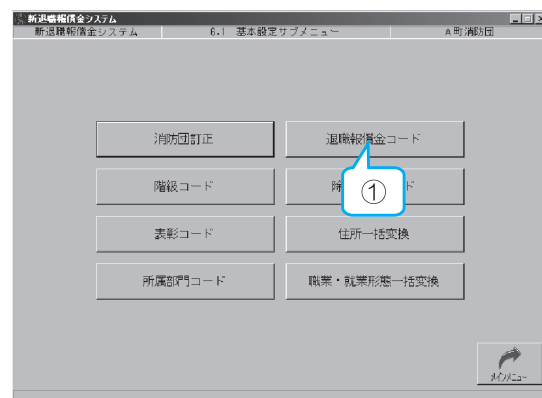 新退職報償金システム
新退職報償金システム 6.1 基本設定サブメニュー A町消防団
消防団訂正 退職報償金コード
階級コード 除
①
表彰コード 住所一括変換
所属部門コード 職業・就業形態一括変換
メインメニュー